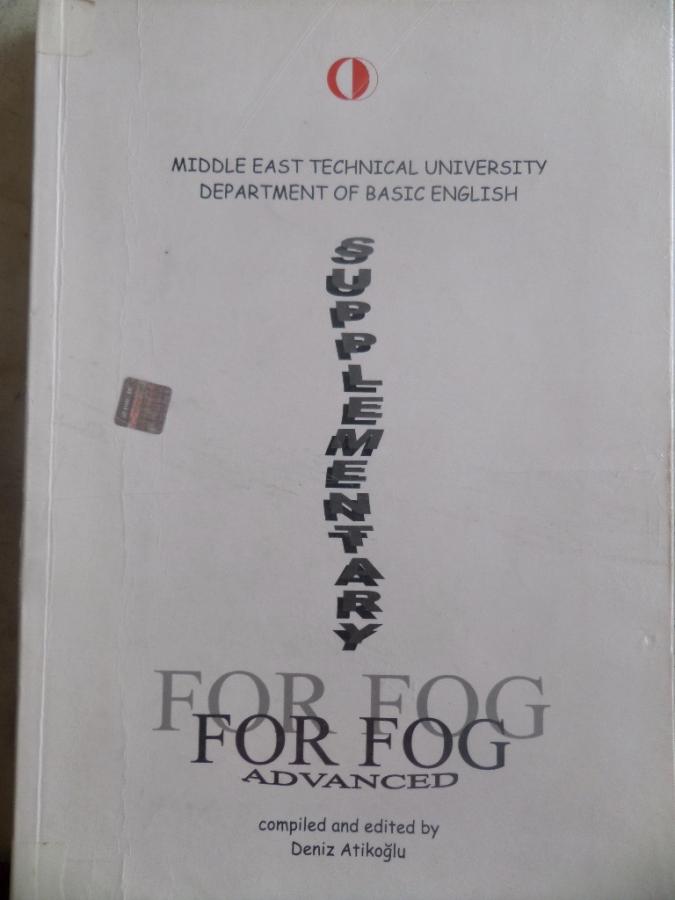 MIDDLE EAST TECHNICAL UNIVERSITY
DEPARTMENT OF BASIC ENGLISH
SUPPLEMENTARY
FOR FOG
FOR FOG
ADVANCED
compiled and edited by
Deniz Atikoğlu